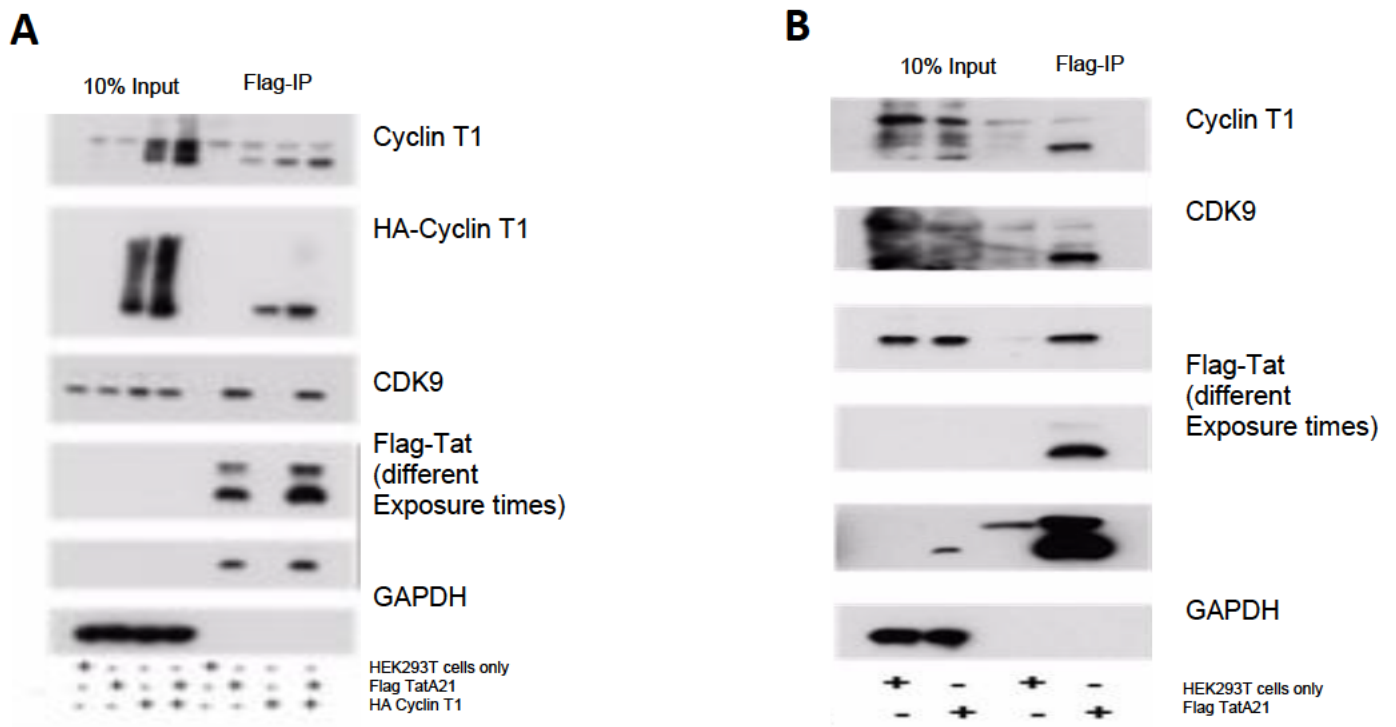 A
10% Input
Flag-IP
Cyclin T1
HA-Cyclin T1
CDK9
Flag-Tat
(different
Exposure times)
GAPDH
+ - - - + - - - HEK293T cells only
- + - + - + - + Flag TatA21
- - + + - - + + HA Cyclin T1
B
10% Input
Flag-IP
Cyclin T1
CDK9
Flag-Tat
(different
Exposure times)
GAPDH
+ - + - HEK293T cells only
- + - + Flag TatA21